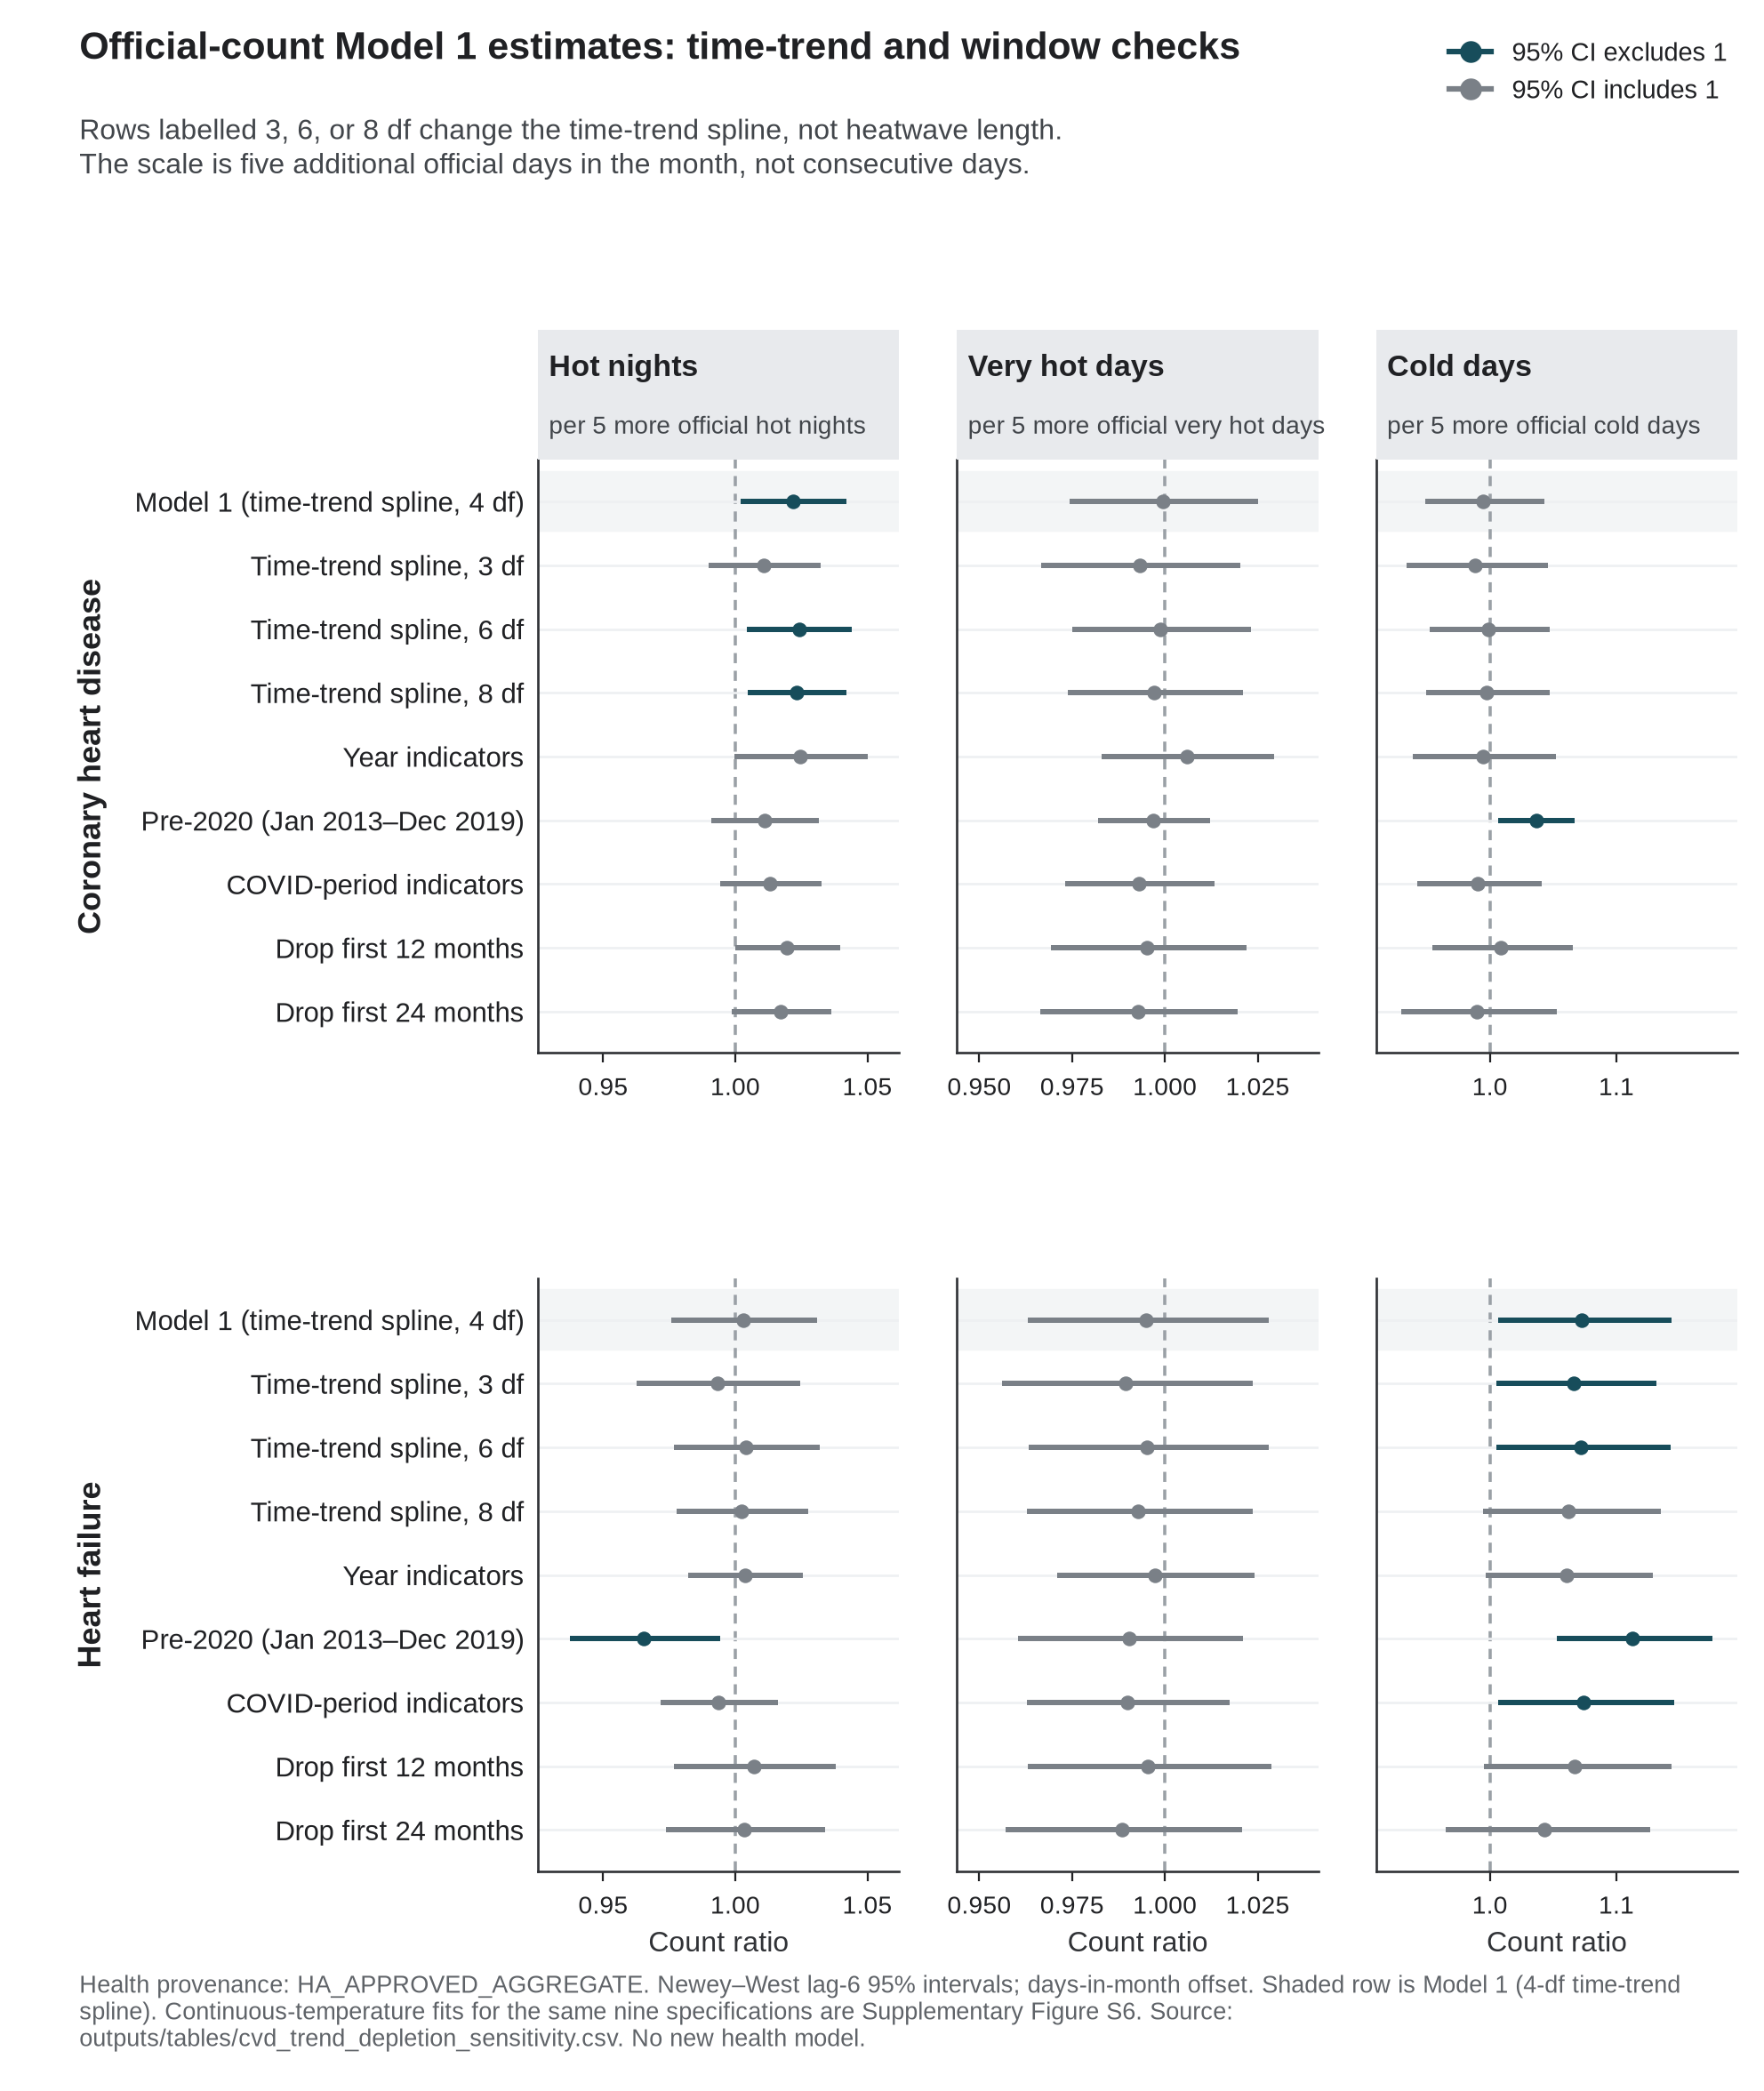 Official-count Model 1 estimates: time-trend and window checks
95% CI excludes 1
95% CI includes 1
Rows labelled 3, 6, or 8 df change the time-trend spline, not heatwave length.
The scale is five additional official days in the month, not consecutive days.
Hot nights
per 5 more official hot nights
Very hot days
per 5 more official very hot days
Cold days
per 5 more official cold days
Coronary heart disease
Model 1 (time-trend spline, 4 df)
Time-trend spline, 3 df
Time-trend spline, 6 df
Time-trend spline, 8 df
Year indicators
Pre-2020 (Jan 2013–Dec 2019)
COVID-period indicators
Drop first 12 months
Drop first 24 months
0.95 1.00 1.05
0.950 0.975 1.000 1.025
1.0 1.1
Heart failure
Model 1 (time-trend spline, 4 df)
Time-trend spline, 3 df
Time-trend spline, 6 df
Time-trend spline, 8 df
Year indicators
Pre-2020 (Jan 2013–Dec 2019)
COVID-period indicators
Drop first 12 months
Drop first 24 months
0.95 1.00 1.05
0.950 0.975 1.000 1.025
1.0 1.1
Count ratio
Count ratio
Count ratio
Health provenance: HA_APPROVED_AGGREGATE. Newey–West lag-6 95% intervals; days-in-month offset. Shaded row is Model 1 (4-df time-trend
spline). Continuous-temperature fits for the same nine specifications are Supplementary Figure S6. Source:
outputs/tables/cvd_trend_depletion_sensitivity.csv. No new health model.